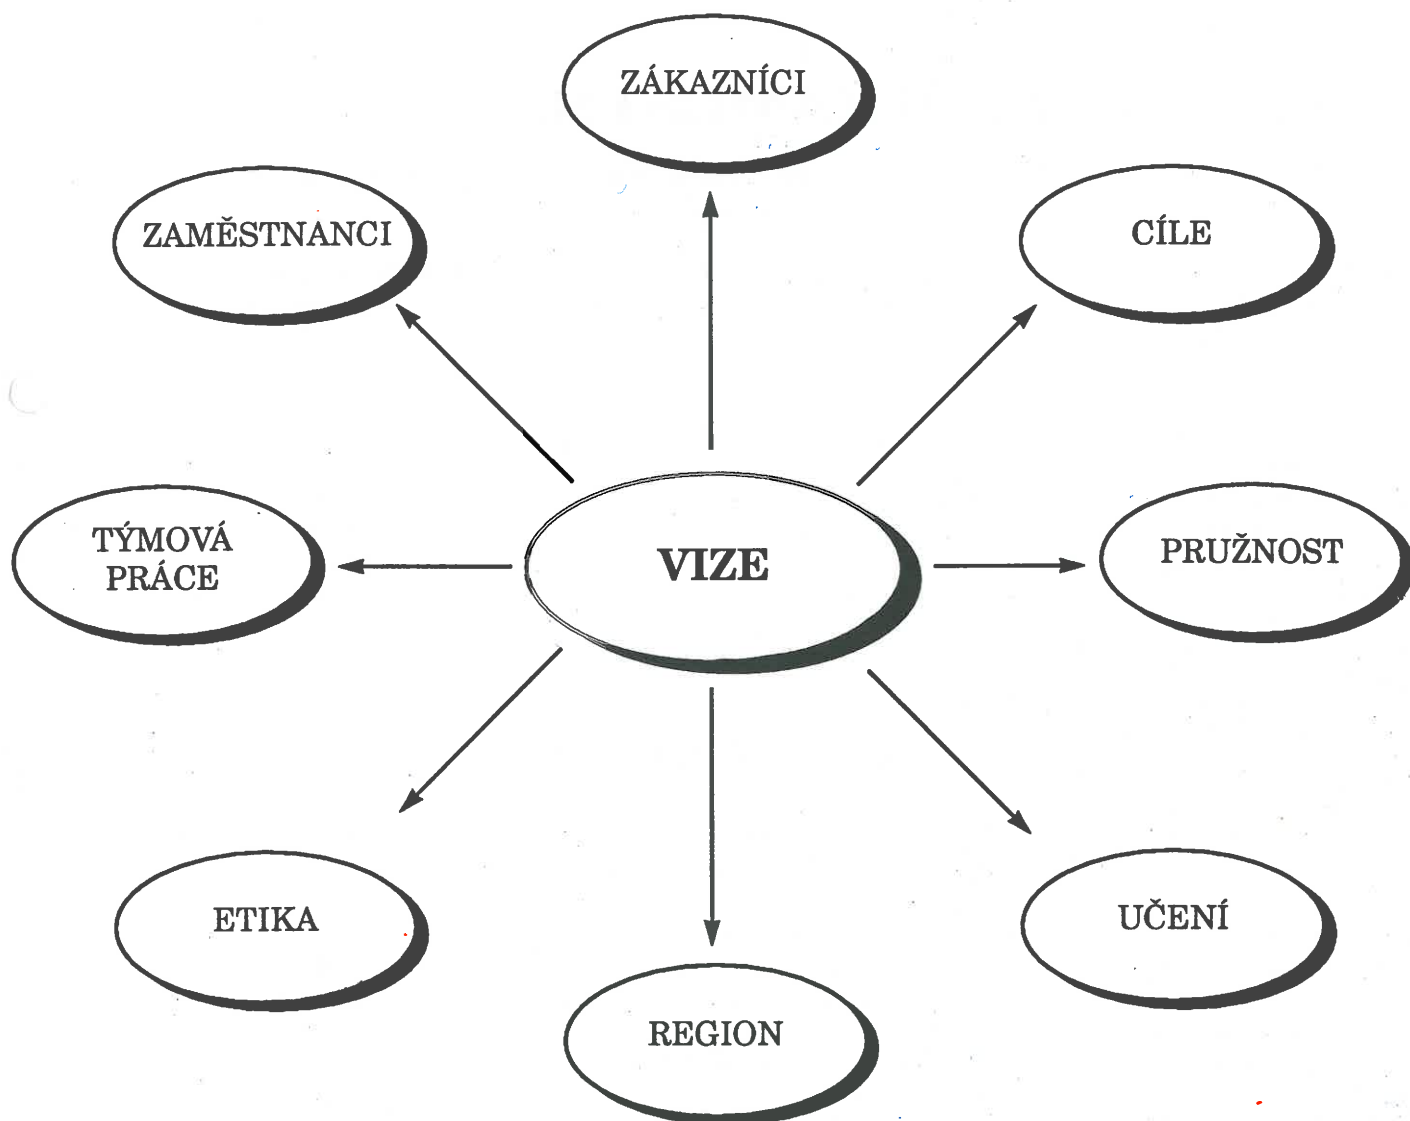 ZÁKAZNÍCI
ZAMĚSTNANCI
CÍLE
TÝMOVÁ
PRÁCE
VIZE
PRUŽNOST
ETIKA
UČENÍ
REGION